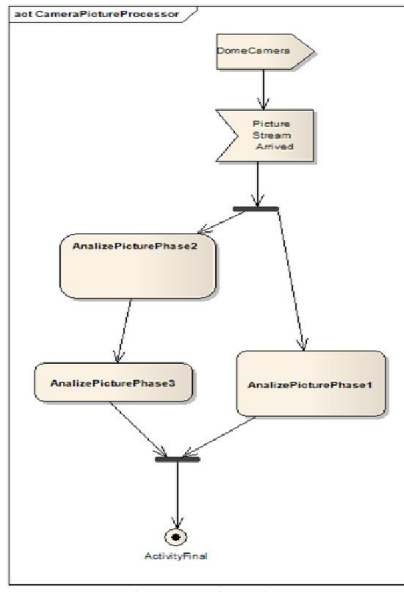 act CameraPictureProcessor
DomeCamera
Picture
Stream
Arrived
AnalizePicturePhase2
AnalizePicturePhase3
AnalizePicturePhase1
ActivityFinal